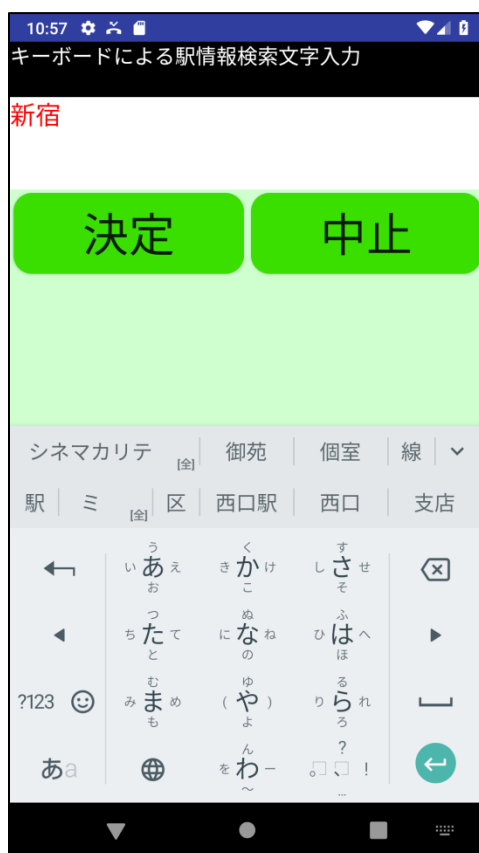 10:57
キーボードによる駅情報検索文字入力
新宿
決定 中止
シネマカリテ [全] 御苑 個室 線
駅 ミ [全] 区 西口駅 西口 支店
う く す
い あ え き か け し さ せ
お こ そ
つ ぬ ふ
ち た て に な ね ひ は へ
と の ほ
む ゆ る
?123 み ま め ( や ) り ら れ
も よ ろ
ん ?
あa を わ ー 。 、 !
〜 …